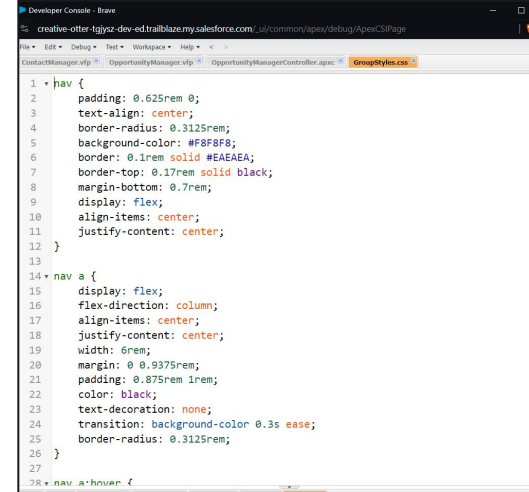 Developer Console - Brave
creative-otter-tgjysz-dev-ed.trailblaze.my.salesforce.com/_ui/common/apex/debug/ApexCSIPage
File Edit Debug Test Workspace Help < >
ContactManager.vfp OpportunityManager.vfp OpportunityManagerController.apxc GroupStyles.css
1 nav {
2 padding: 0.625rem 0;
3 text-align: center;
4 border-radius: 0.3125rem;
5 background-color: #F8F8F8;
6 border: 0.1rem solid #EAEAEA;
7 border-top: 0.17rem solid black;
8 margin-bottom: 0.7rem;
9 display: flex;
10 align-items: center;
11 justify-content: center;
12 }
13
14 nav a {
15 display: flex;
16 flex-direction: column;
17 align-items: center;
18 justify-content: center;
19 width: 6rem;
20 margin: 0 0.9375rem;
21 padding: 0.875rem 1rem;
22 color: black;
23 text-decoration: none;
24 transition: background-color 0.3s ease;
25 border-radius: 0.3125rem;
26 }
27
28 nav a:hover {